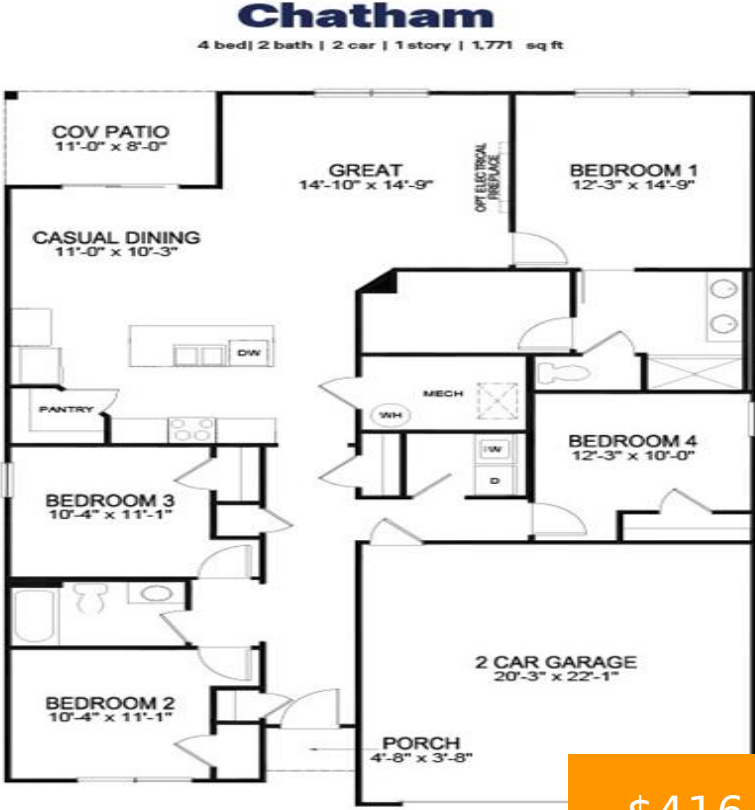 Chatham
4 bed| 2 bath | 2 car | 1 story | 1,771 sq ft
COV PATIO
11'-0" x 8'-0"
GREAT
14'-10" x 14'-9"
OPT ELECTRICAL
FIREPLACE
BEDROOM 1
12'-3" x 14'-9"
CASUAL DINING
11'-0" x 10'-3"
DW
PANTRY
MECH
WH
W
D
BEDROOM 4
12'-3" x 10'-0"
BEDROOM 3
10'-4" x 11'-1"
2 CAR GARAGE
20'-3" x 22'-1"
BEDROOM 2
10'-4" x 11'-1"
PORCH
4'-8" x 3'-8"
$416